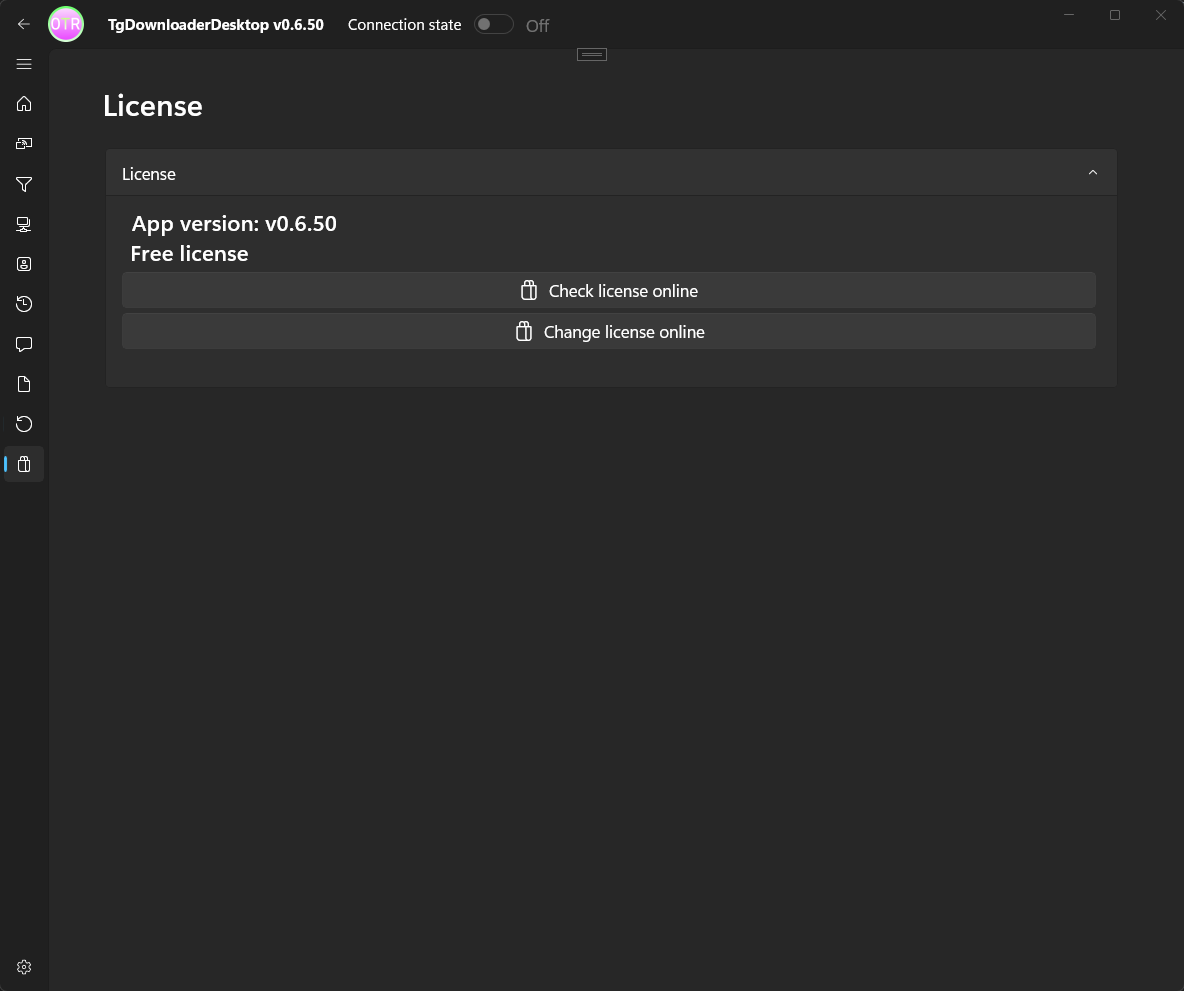 OTR
TgDownloaderDesktop v0.6.50
Connection state
Off
License
License
App version: v0.6.50
Free license
Check license online
Change license online